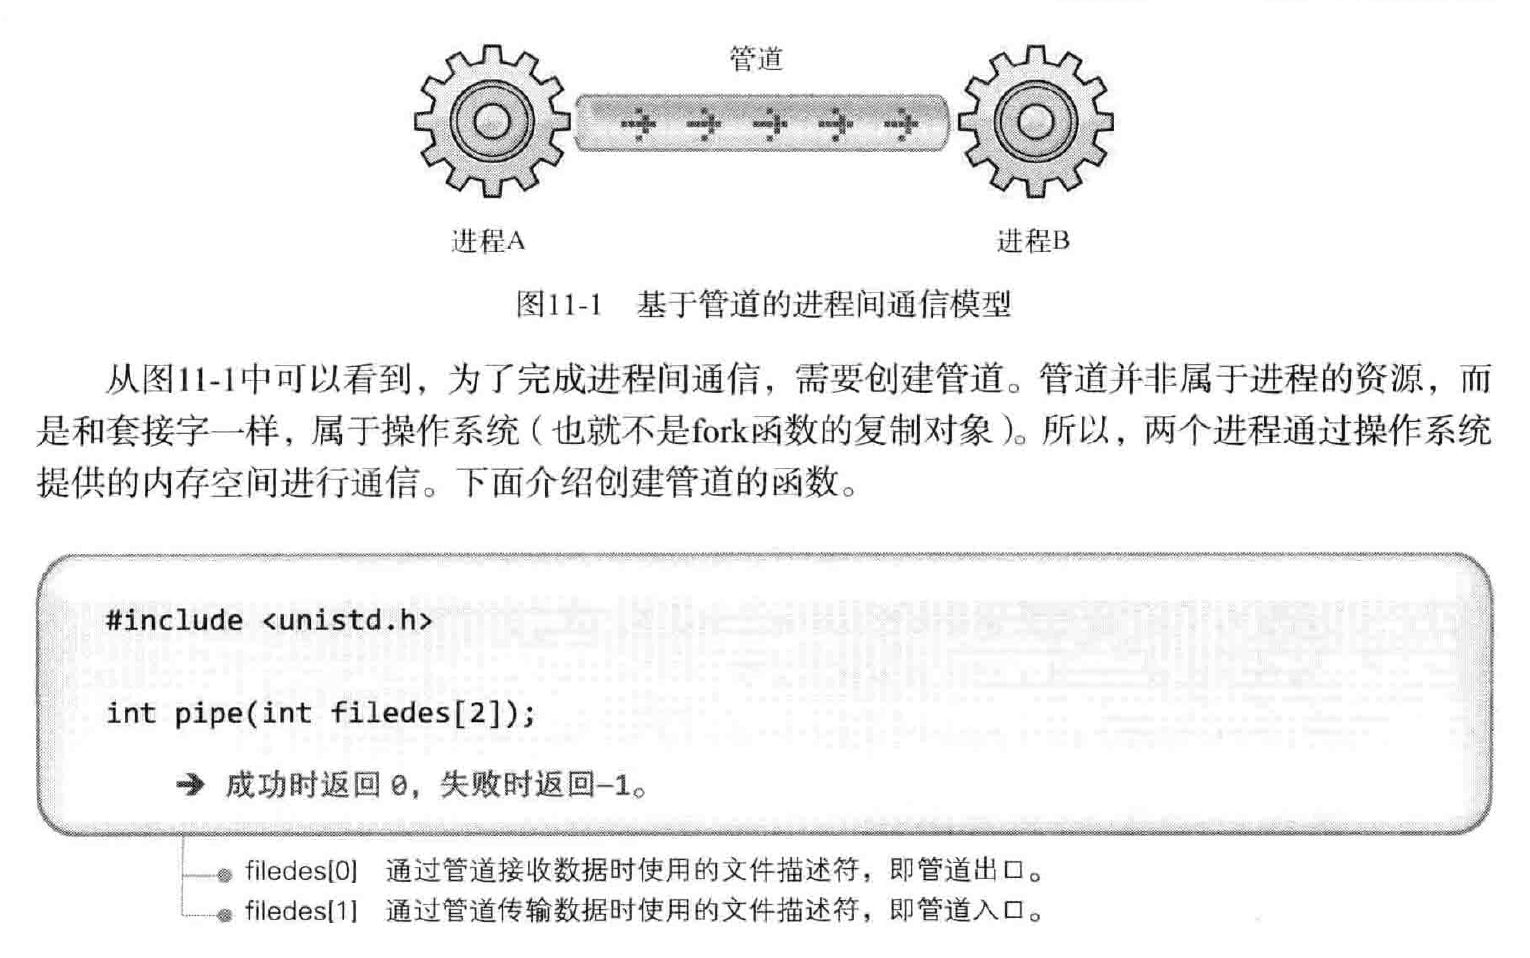 管道
进程A 进程B
图11-1 基于管道的进程间通信模型
从图11-1中可以看到，为了完成进程间通信，需要创建管道。管道并非属于进程的资源，而
是和套接字一样，属于操作系统（也就不是fork函数的复制对象）。所以，两个进程通过操作系统
提供的内存空间进行通信。下面介绍创建管道的函数。
#include <unistd.h>
int pipe(int filedes[2]);
➔ 成功时返回 0，失败时返回—1。
filedes[0] 通过管道接收数据时使用的文件描述符，即管道出口。
filedes[1] 通过管道传输数据时使用的文件描述符，即管道入口。